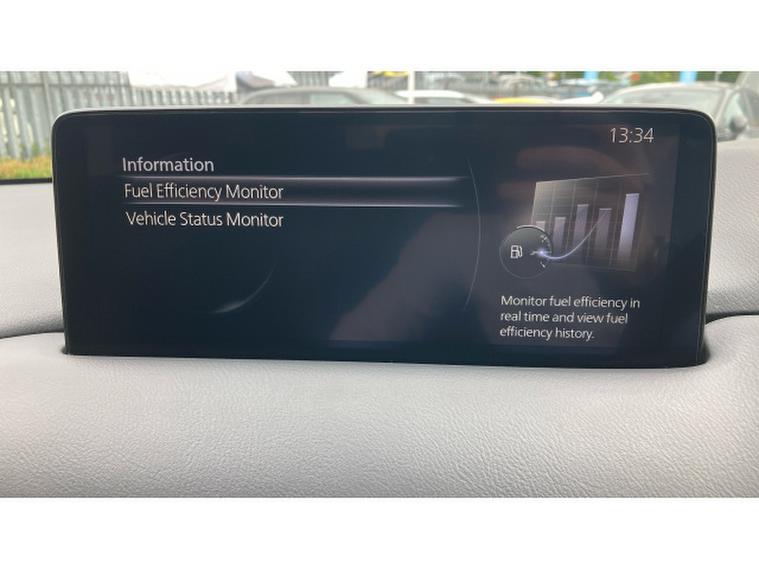 13:34
Information
Fuel Efficiency Monitor
Vehicle Status Monitor
Monitor fuel efficiency in
real time and view fuel
efficiency history.